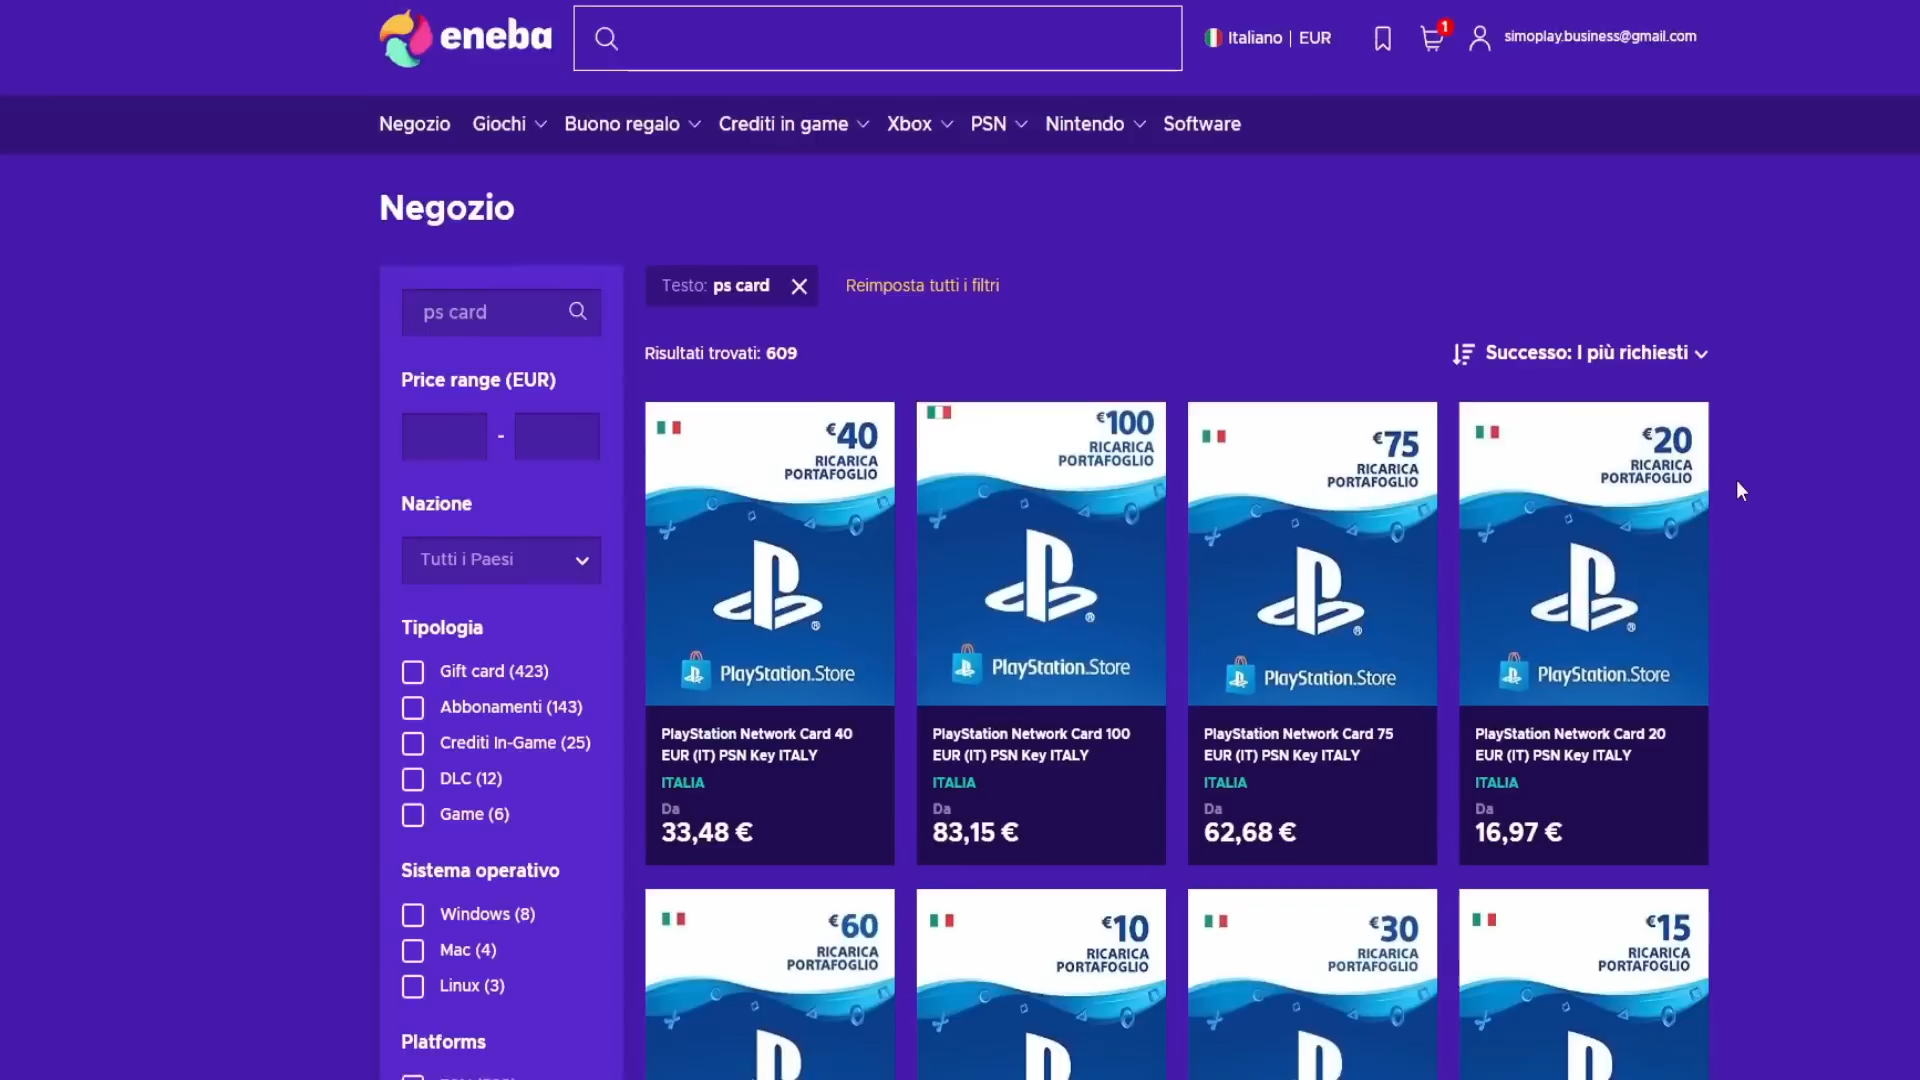 eneba
Italiano | EUR
1
simoplay.business@gmail.com
Negozio
Giochi
Buono regalo
Crediti in game
Xbox
PSN
Nintendo
Software
Negozio
ps card
Price range (EUR)
-
Nazione
Tutti i Paesi
Tipologia
Gift card (423)
Abbonamenti (143)
Crediti In-Game (25)
DLC (12)
Game (6)
Sistema operativo
Windows (8)
Mac (4)
Linux (3)
Platforms
Testo: ps card
Reimposta tutti i filtri
Risultati trovati: 609
Successo: I più richiesti
€40
RICARICA
PORTAFOGLIO
PlayStation.Store
PlayStation Network Card 40
EUR (IT) PSN Key ITALY
ITALIA
Da
33,48 €
€100
RICARICA
PORTAFOGLIO
PlayStation.Store
PlayStation Network Card 100
EUR (IT) PSN Key ITALY
ITALIA
Da
83,15 €
€75
RICARICA
PORTAFOGLIO
PlayStation.Store
PlayStation Network Card 75
EUR (IT) PSN Key ITALY
ITALIA
Da
62,68 €
€20
RICARICA
PORTAFOGLIO
PlayStation.Store
PlayStation Network Card 20
EUR (IT) PSN Key ITALY
ITALIA
Da
16,97 €
€60
RICARICA
PORTAFOGLIO
€10
RICARICA
PORTAFOGLIO
€30
RICARICA
PORTAFOGLIO
€15
RICARICA
PORTAFOGLIO